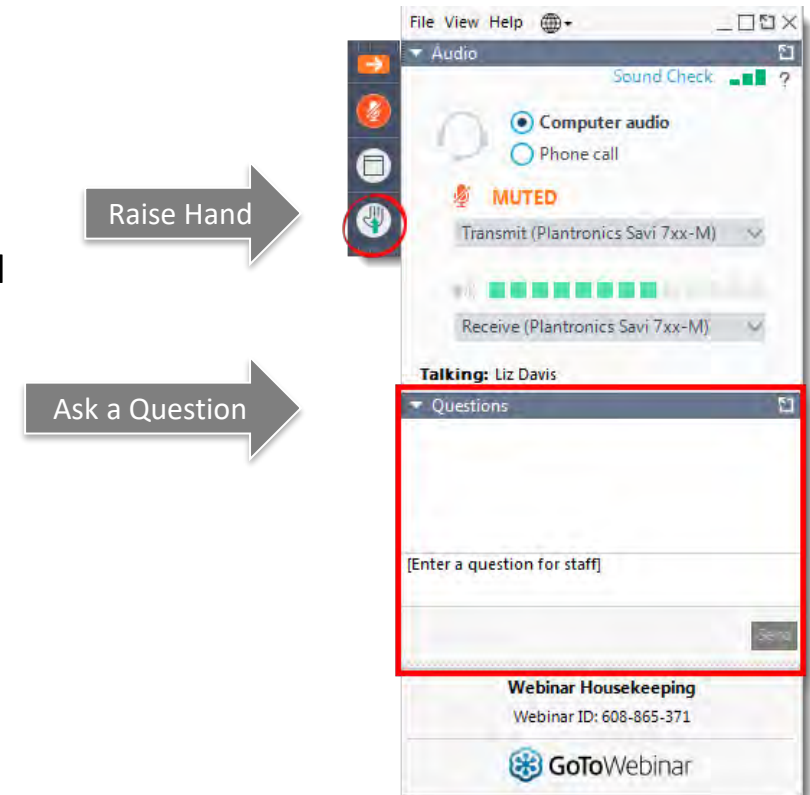 File View Help
Audio
Sound Check ?
Computer audio
Phone call
Raise Hand
MUTED
Transmit (Plantronics Savi 7xx-M)
Receive (Plantronics Savi 7xx-M)
Talking: Liz Davis
Ask a Question
Questions
[Enter a question for staff]
Send
Webinar Housekeeping
Webinar ID: 608-865-371
GoToWebinar